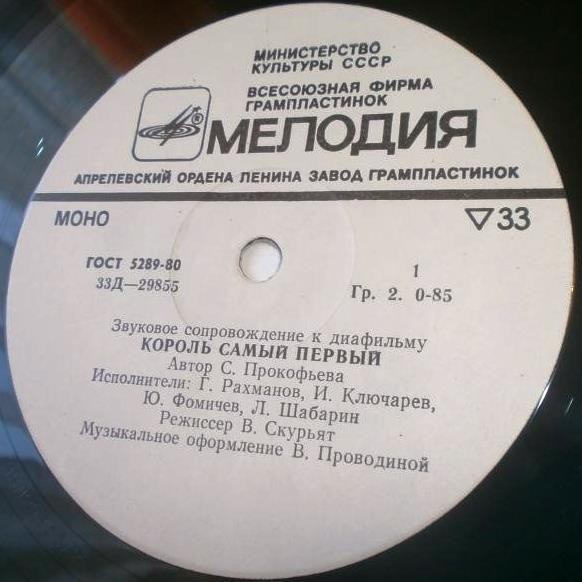 МИНИСТЕРСТВО
КУЛЬТУРЫ СССР
ВСЕСОЮЗНАЯ ФИРМА
ГРАМПЛАСТИНОК
МЕЛОДИЯ
АПРЕЛЕВСКИЙ ОРДЕНА ЛЕНИНА ЗАВОД ГРАМПЛАСТИНОК
МОНО
▽33
ГОСТ 5289-80
33Д—29855
1
Гр. 2. 0-85
Звуковое сопровождение к диафильму
КОРОЛЬ САМЫЙ ПЕРВЫЙ
Автор С. Прокофьева
Исполнители: Г. Рахманов, И. Ключарев,
Ю. Фомичев, Л. Шабарин
Режиссер В. Скурьят
Музыкальное оформление В. Проводиной